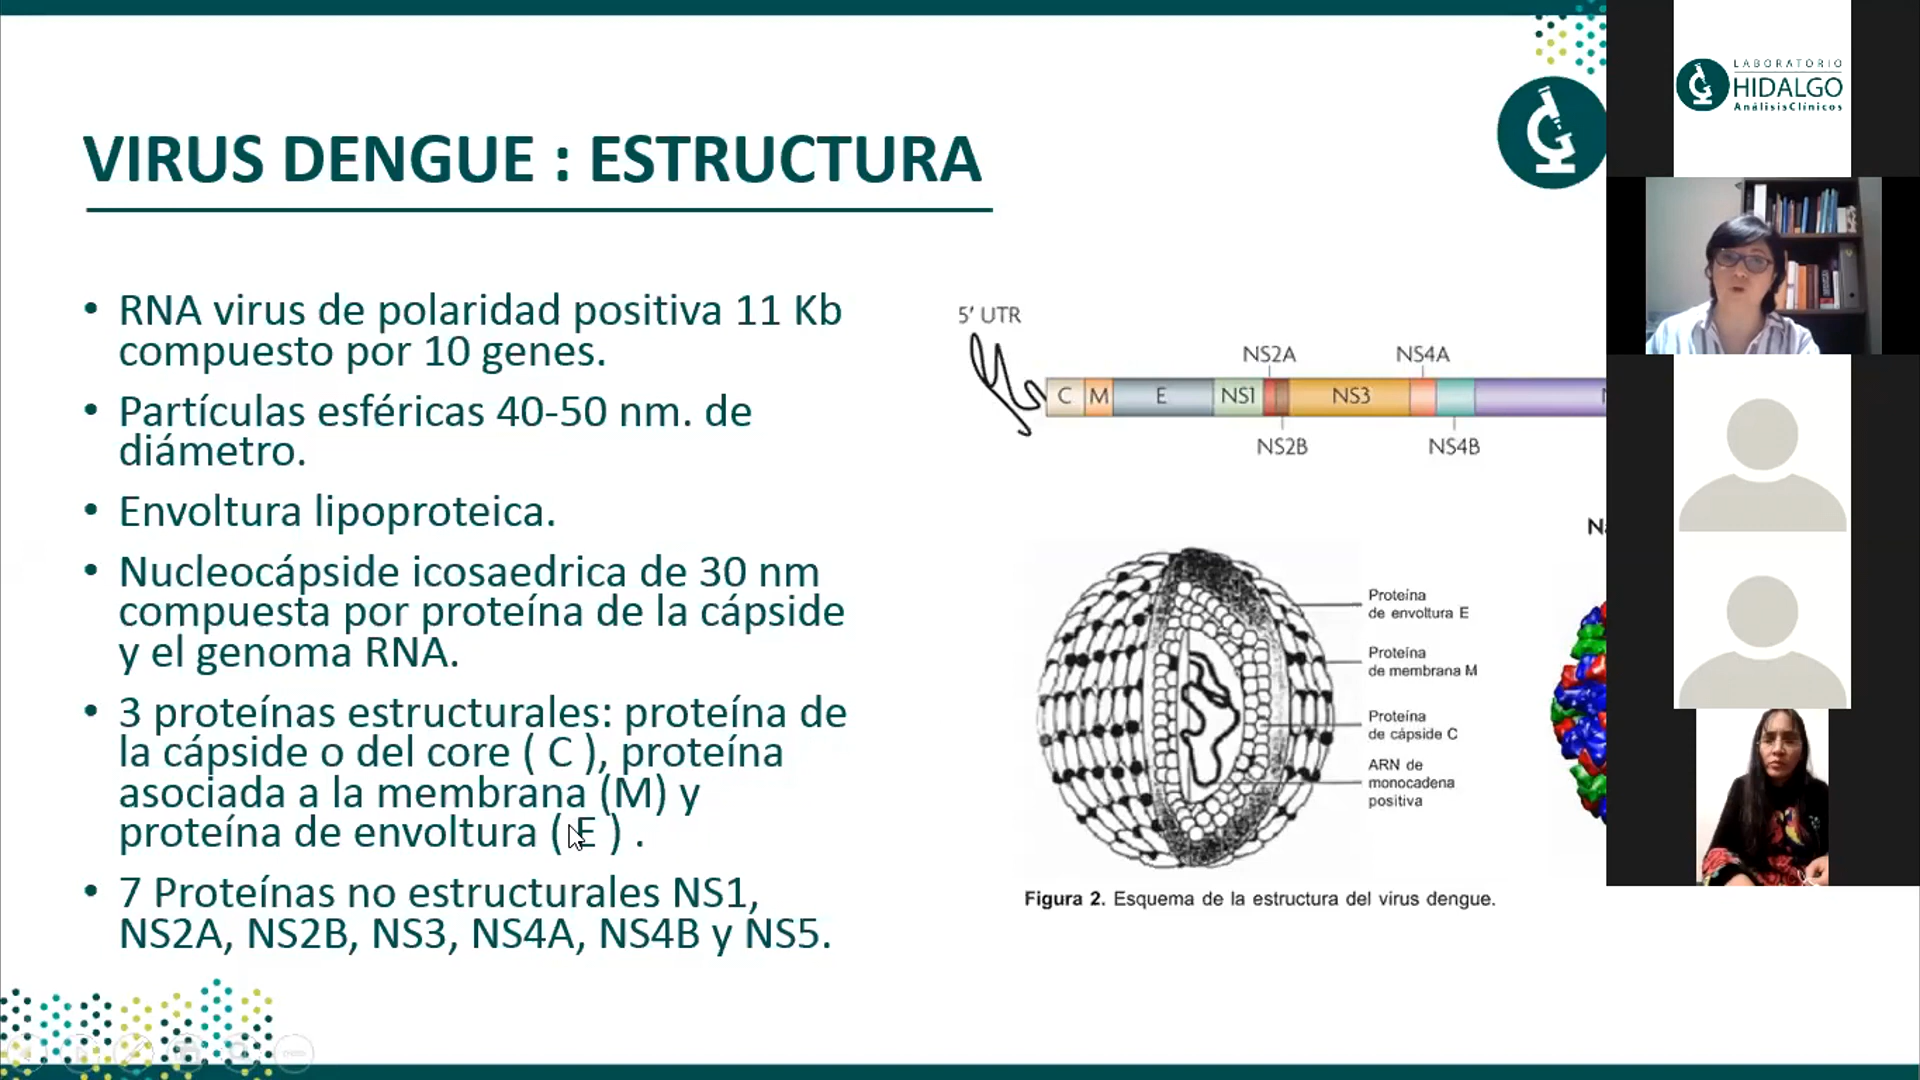 LABORATORIO
HIDALGO
AnálisisClínicos
VIRUS DENGUE : ESTRUCTURA
• RNA virus de polaridad positiva 11 Kb
compuesto por 10 genes.
• Partículas esféricas 40-50 nm. de
diámetro.
• Envoltura lipoproteica.
• Nucleocápside icosaedrica de 30 nm
compuesta por proteína de la cápside
y el genoma RNA.
• 3 proteínas estructurales: proteína de
la cápside o del core ( C ), proteína
asociada a la membrana (M) y
proteína de envoltura ( E ) .
• 7 Proteínas no estructurales NS1,
NS2A, NS2B, NS3, NS4A, NS4B y NS5.
5' UTR
NS2A NS4A
C M E NS1 NS3
NS2B NS4B
Proteína
de envoltura E
Proteína
de membrana M
Proteína
de cápside C
ARN de
monocadena
positiva
Figura 2. Esquema de la estructura del virus dengue.